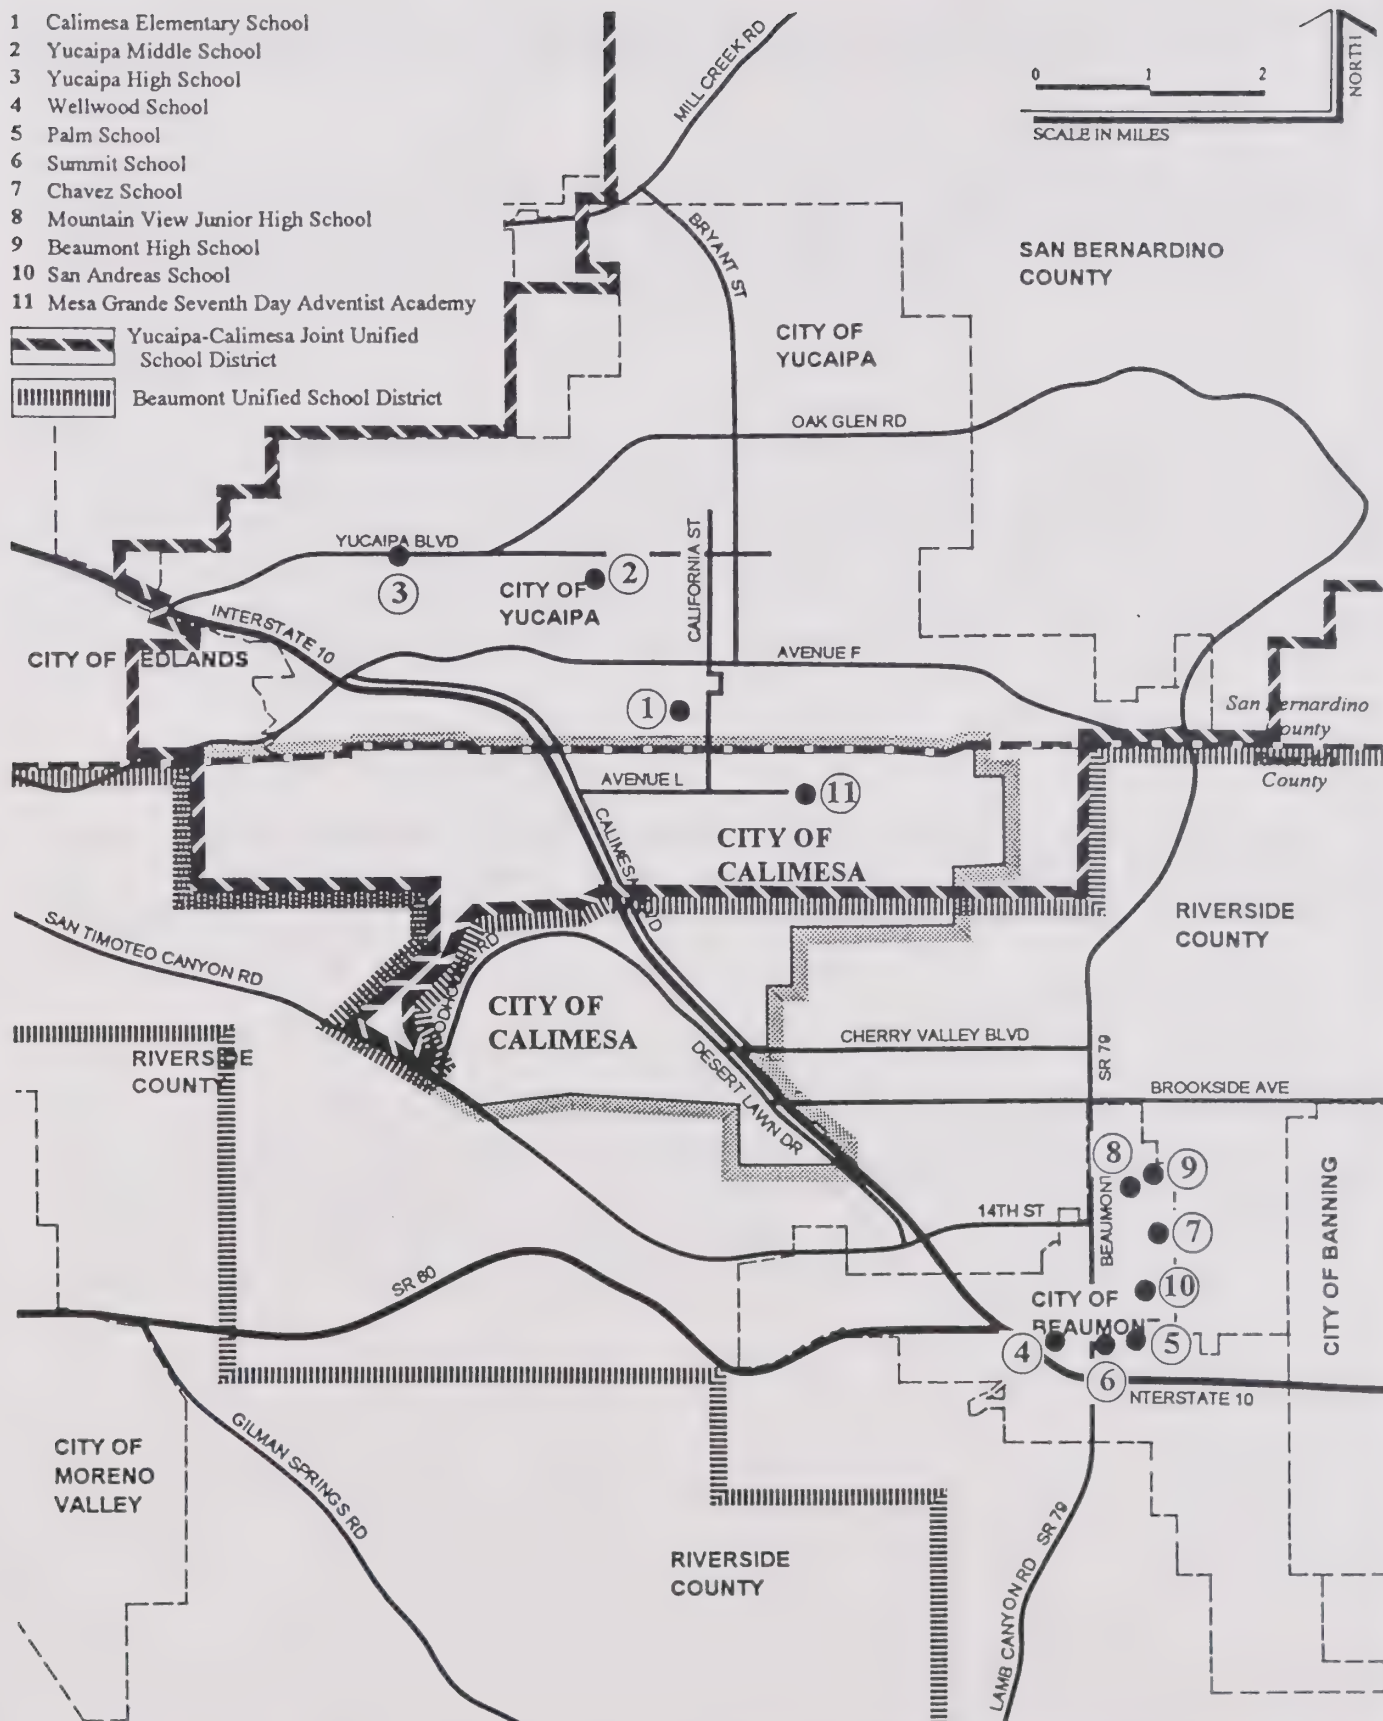 1 Calimesa Elementary School
2 Yucaipa Middle School
3 Yucaipa High School
4 Wellwood School
5 Palm School
6 Summit School
7 Chavez School
8 Mountain View Junior High School
9 Beaumont High School
10 San Andreas School
11 Mesa Grande Seventh Day Adventist Academy
Yucaipa-Calimesa Joint Unified
School District
Beaumont Unified School District
0 1 2
SCALE IN MILES
NORTH
MILL CREEK RD
BRYANT ST
SAN BERNARDINO
COUNTY
CITY OF
YUCAIPA
OAK GLEN RD
YUCAIPA BLVD
3
2
CITY OF
YUCAIPA
CALIFORNIA ST
INTERSTATE 10
CITY OF EDLANDS
AVENUE F
1
San ernardino
ounty
County
AVENUE L
11
CITY OF
CALIMESA
CALIMESA
RIVERSIDE
COUNTY
SAN TIMOTEO CANYON RD
RD
CITY OF
CALIMESA
CHERRY VALLEY BLVD
SR 79
DESERT LAWN DR
BROOKSIDE AVE
RIVERSIDE
COUNTY
8
9
BEAUMONT
7
14TH ST
10
CITY OF BANNING
SR 60
CITY OF
BEAUMONT
4
5
6
NTERSTATE 10
GILMAN SPRINGS RD
CITY OF
MORENO
VALLEY
RIVERSIDE
COUNTY
LAMB CANYON RD SR 79